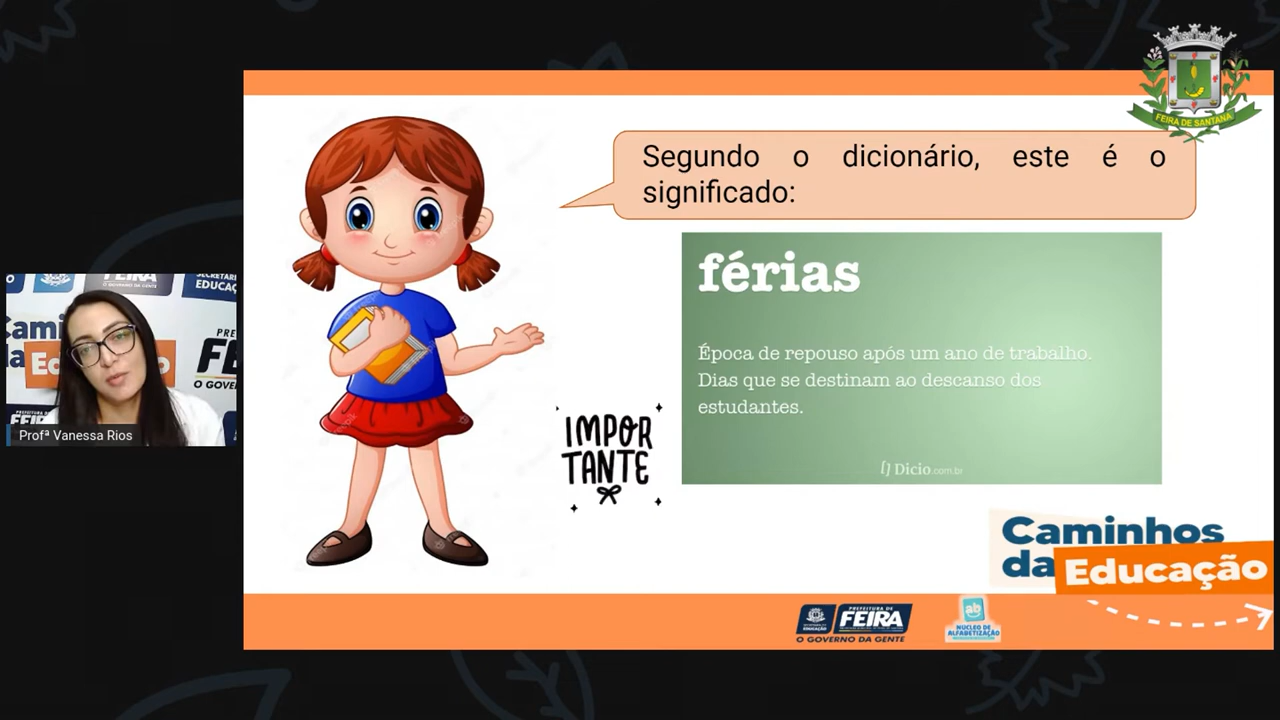 FEIRA DE SANTANA
Segundo o dicionário, este é o
significado:
férias
Época de repouso após um ano de trabalho.
Dias que se destinam ao descanso dos
estudantes.
Dicio.com.br
IMPOR
TANTE
Profª Vanessa Rios
Caminhos
da Educação
PREFEITURA DE
FEIRA
O GOVERNO DA GENTE
ab
NÚCLEO DE
ALFABETIZAÇÃO